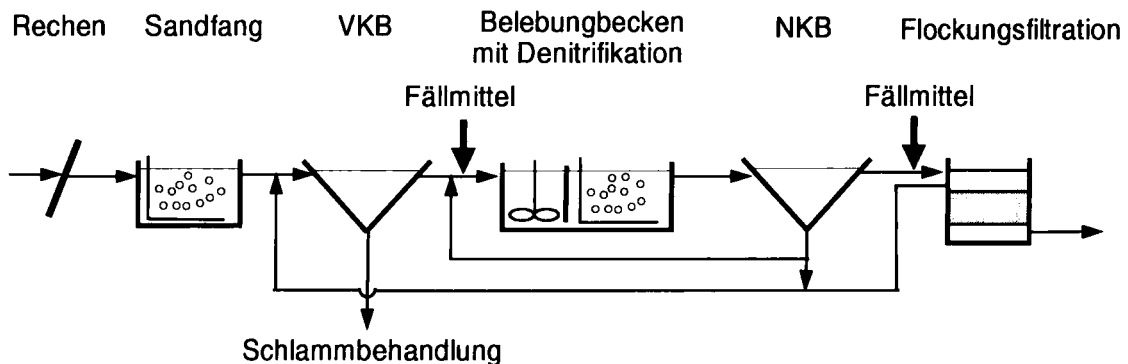 Rechen
Sandfang
VKB
Belebungbecken
mit Denitrifikation
NKB
Flockungsfiltration
Fällmittel
Fällmittel
Schlammbehandlung